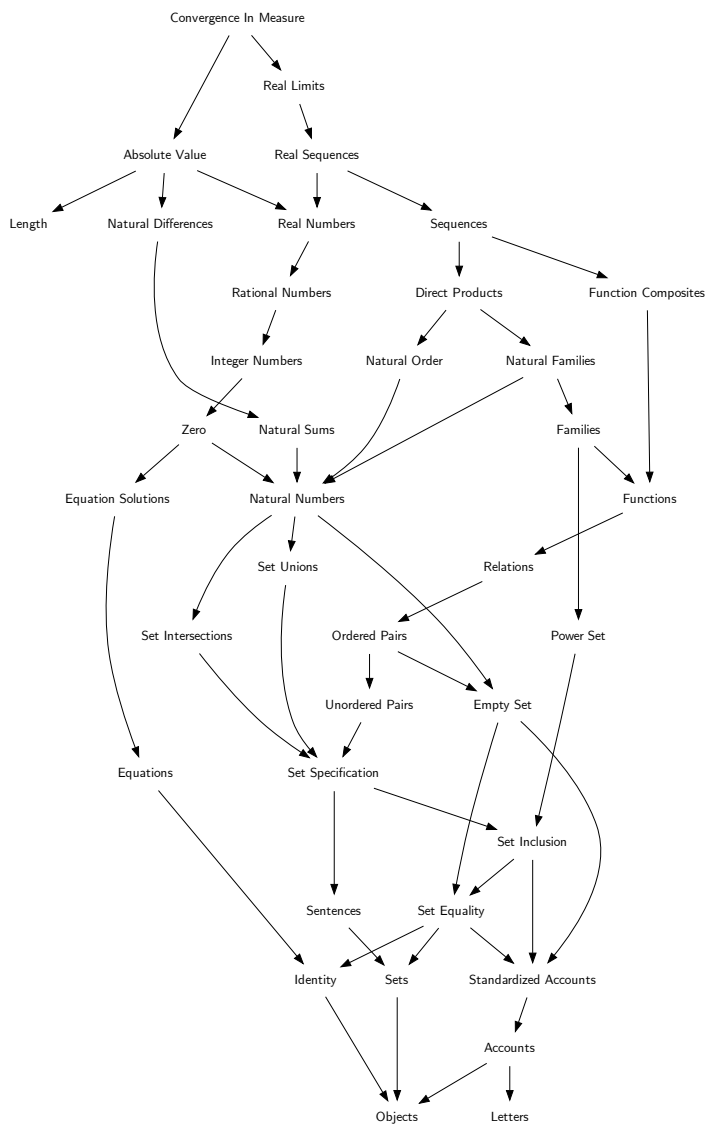 Convergence In Measure
Real Limits
Absolute Value
Real Sequences
Length
Natural Differences
Real Numbers
Sequences
Rational Numbers
Direct Products
Function Composites
Integer Numbers
Natural Order
Natural Families
Zero
Natural Sums
Families
Equation Solutions
Natural Numbers
Functions
Set Unions
Relations
Set Intersections
Ordered Pairs
Power Set
Unordered Pairs
Empty Set
Equations
Set Specification
Set Inclusion
Sentences
Set Equality
Identity
Sets
Standardized Accounts
Accounts
Objects
Letters